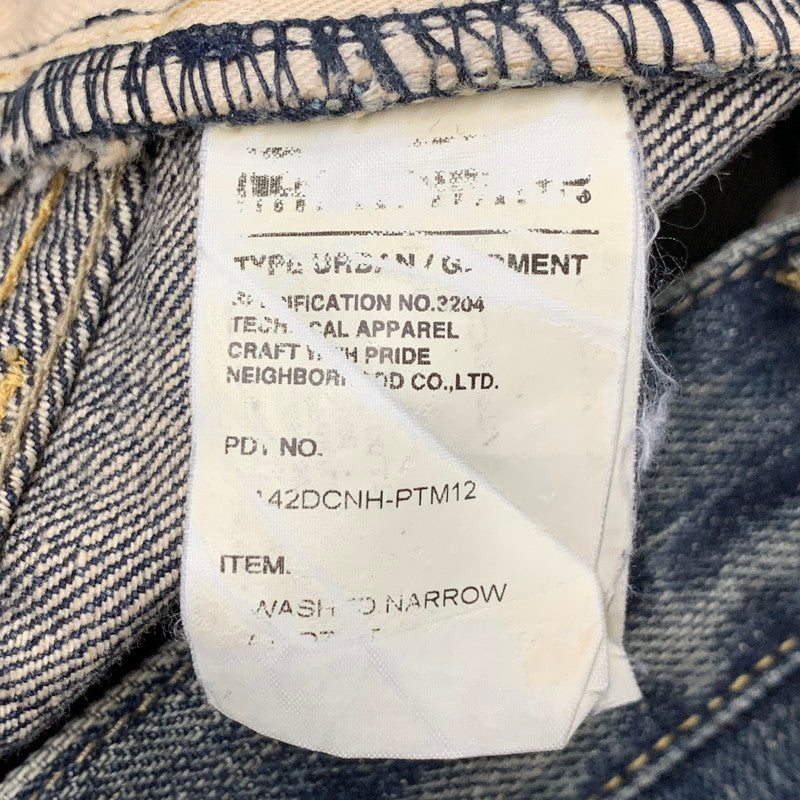 TYPE URBAN / GARMENT
SPECIFICATION NO.3204
TECHNICAL APPAREL
CRAFT WITH PRIDE
NEIGHBORHOOD CO.,LTD.
PDT NO.
142DCNH-PTM12
ITEM.
WASHED NARROW